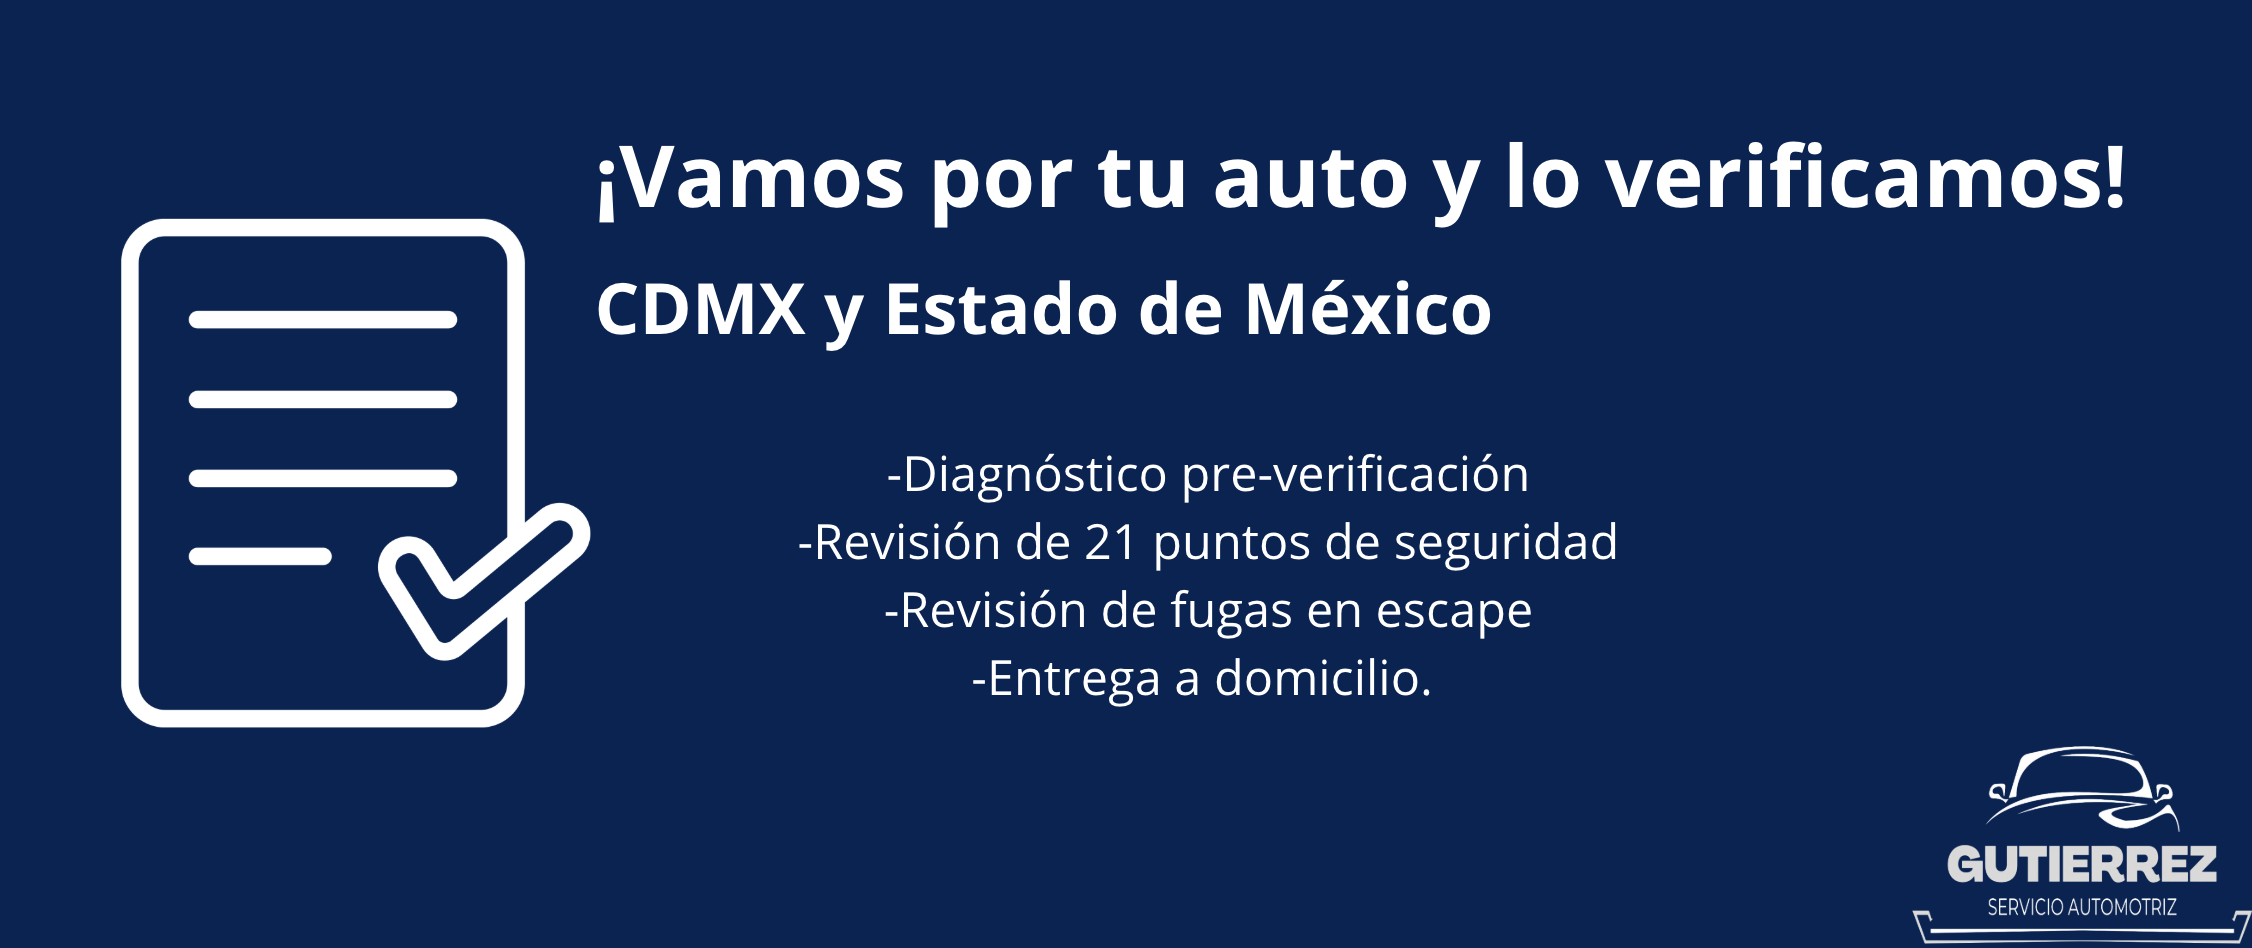 ¡Vamos por tu auto y lo verificamos!
CDMX y Estado de México
-Diagnóstico pre-verificación
-Revisión de 21 puntos de seguridad
-Revisión de fugas en escape
-Entrega a domicilio.
GUTIERREZ
SERVICIO AUTOMOTRIZ